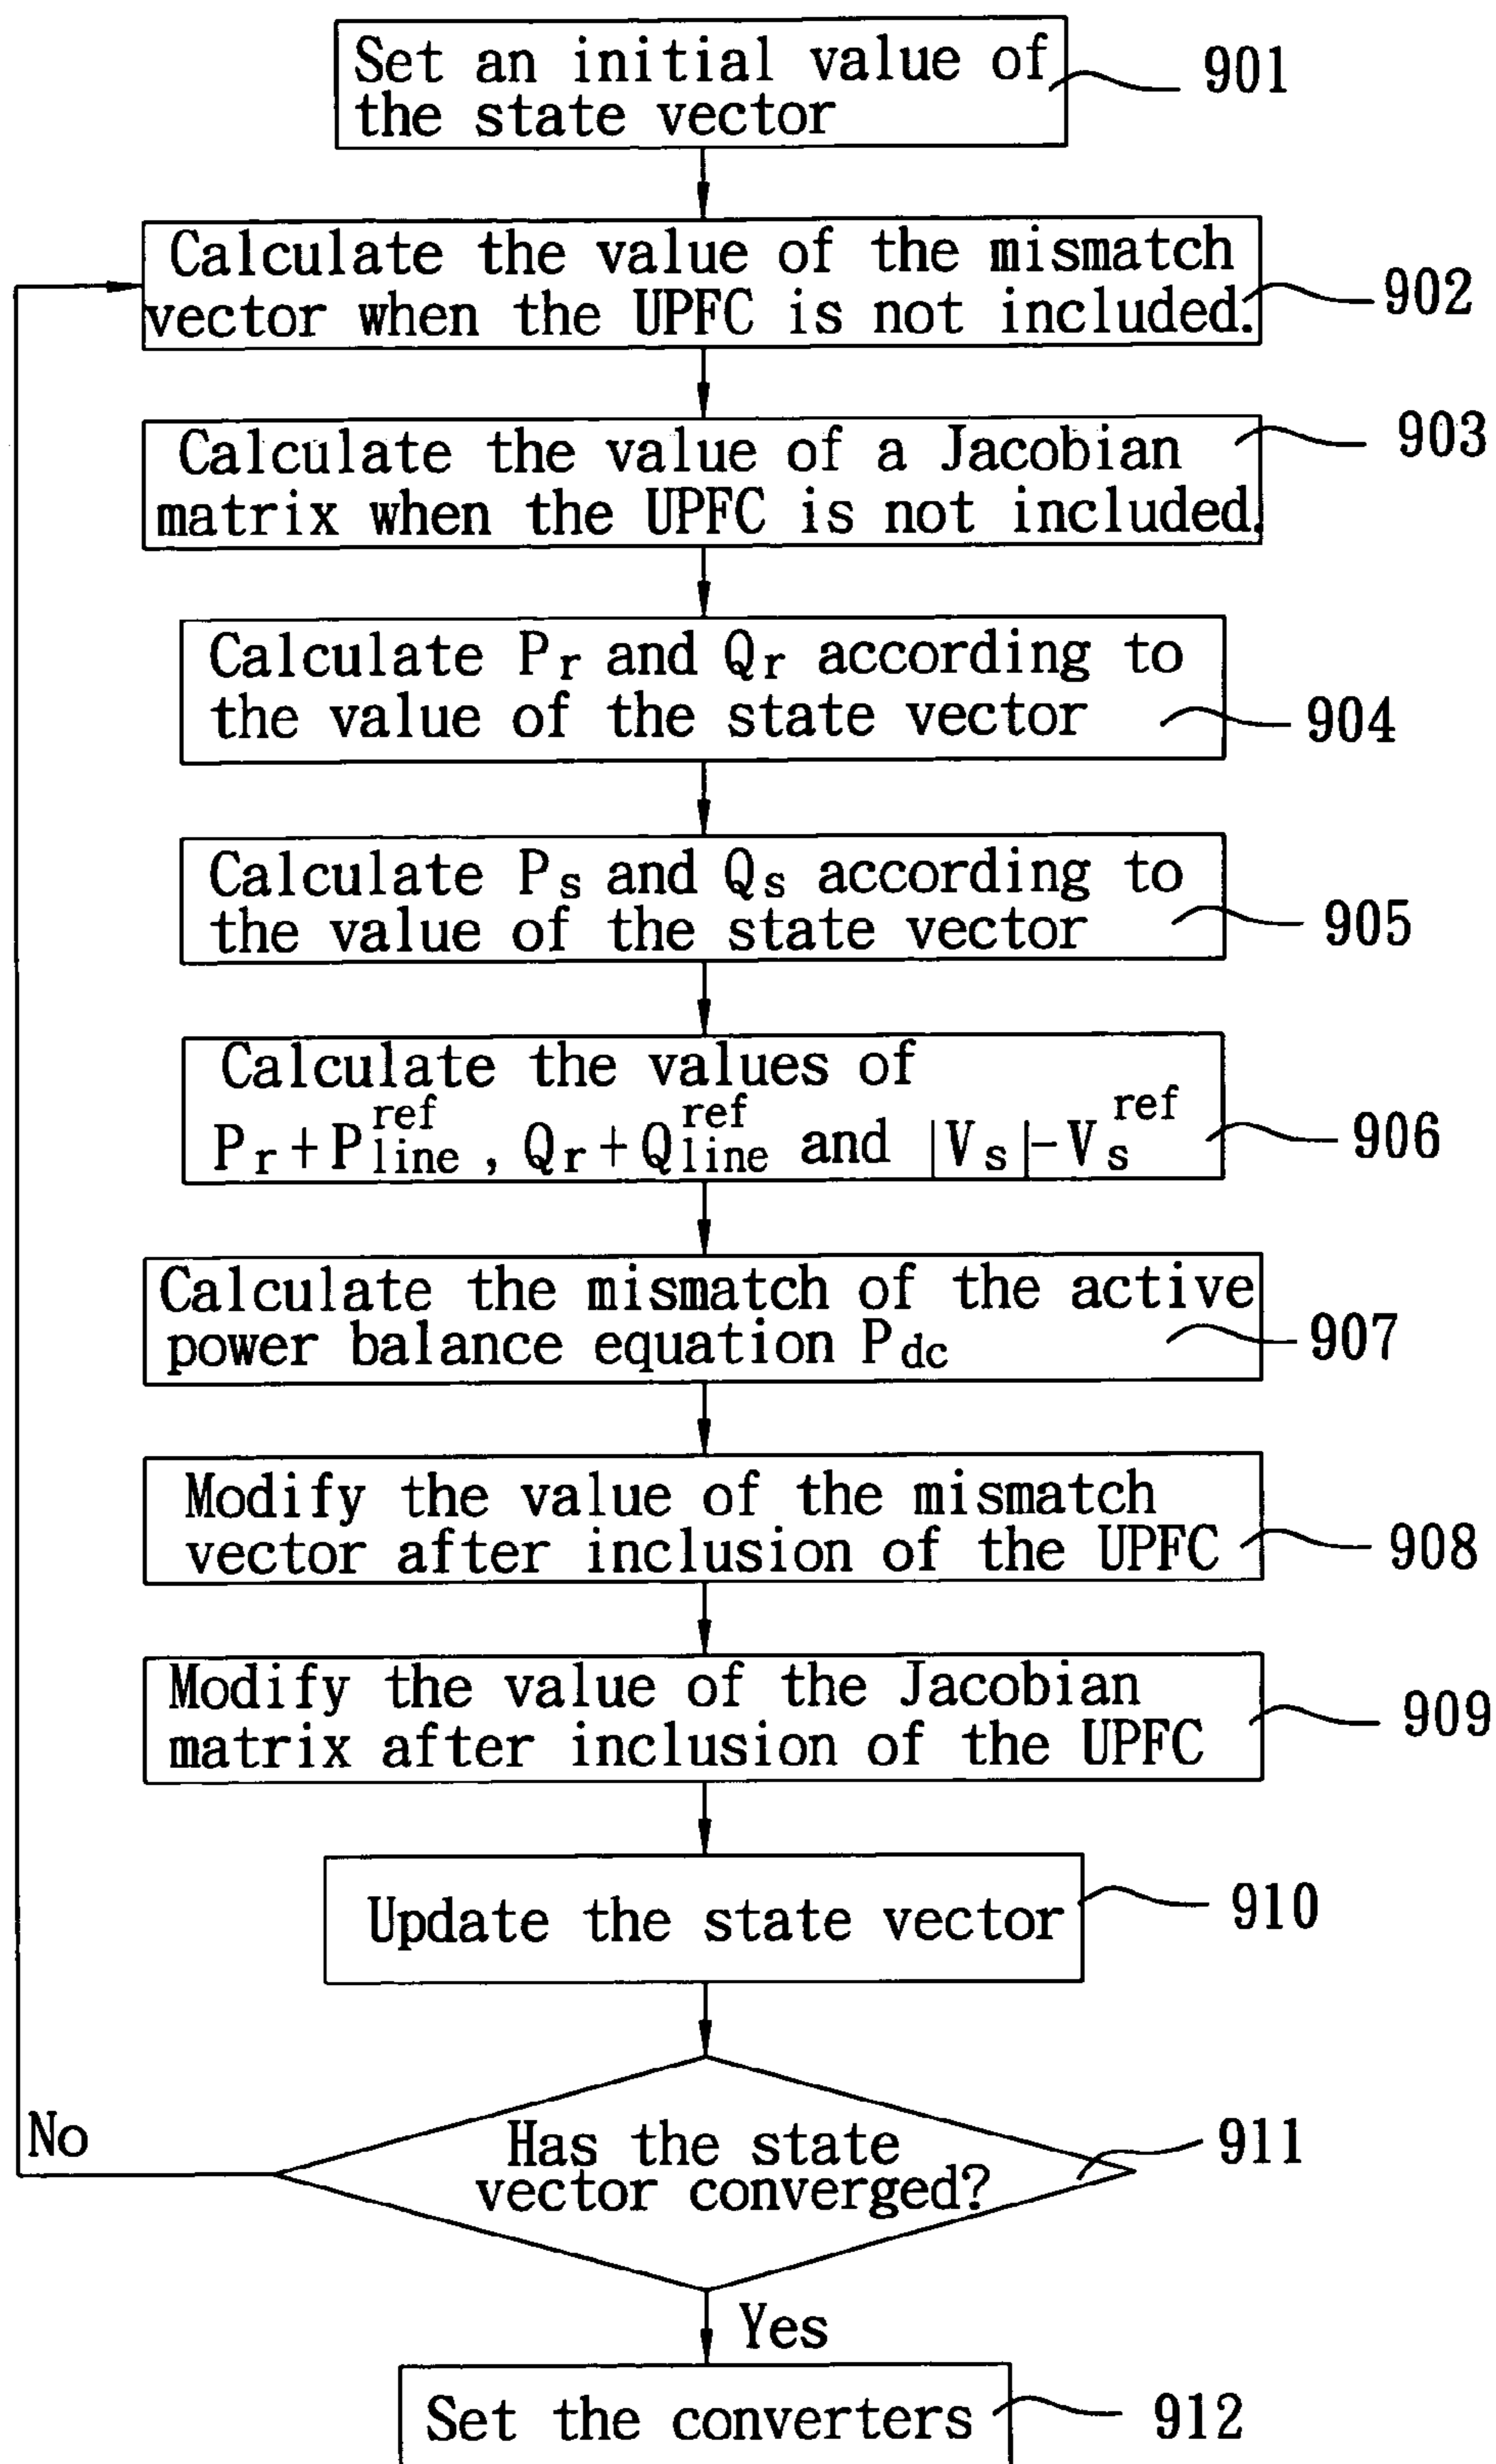 Set an initial value of
the state vector
901
Calculate the value of the mismatch
vector when the UPFC is not included.
902
Calculate the value of a Jacobian
matrix when the UPFC is not included.
903
Calculate Pr and Qr according to
the value of the state vector
904
Calculate Ps and Qs according to
the value of the state vector
905
Calculate the values of
P_r + P_line^ref , Q_r + Q_line^ref and |V_s| - V_s^ref
906
Calculate the mismatch of the active
power balance equation Pdc
907
Modify the value of the mismatch
vector after inclusion of the UPFC
908
Modify the value of the Jacobian
matrix after inclusion of the UPFC
909
Update the state vector
910
Has the state
vector converged?
911
No
Yes
Set the converters
912